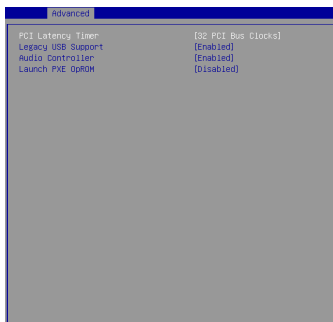 Advanced
PCI Latency Timer [32 PCI Bus Clocks]
Legacy USB Support [Enabled]
Audio Controller [Enabled]
Launch PXE OpROM [Disabled]